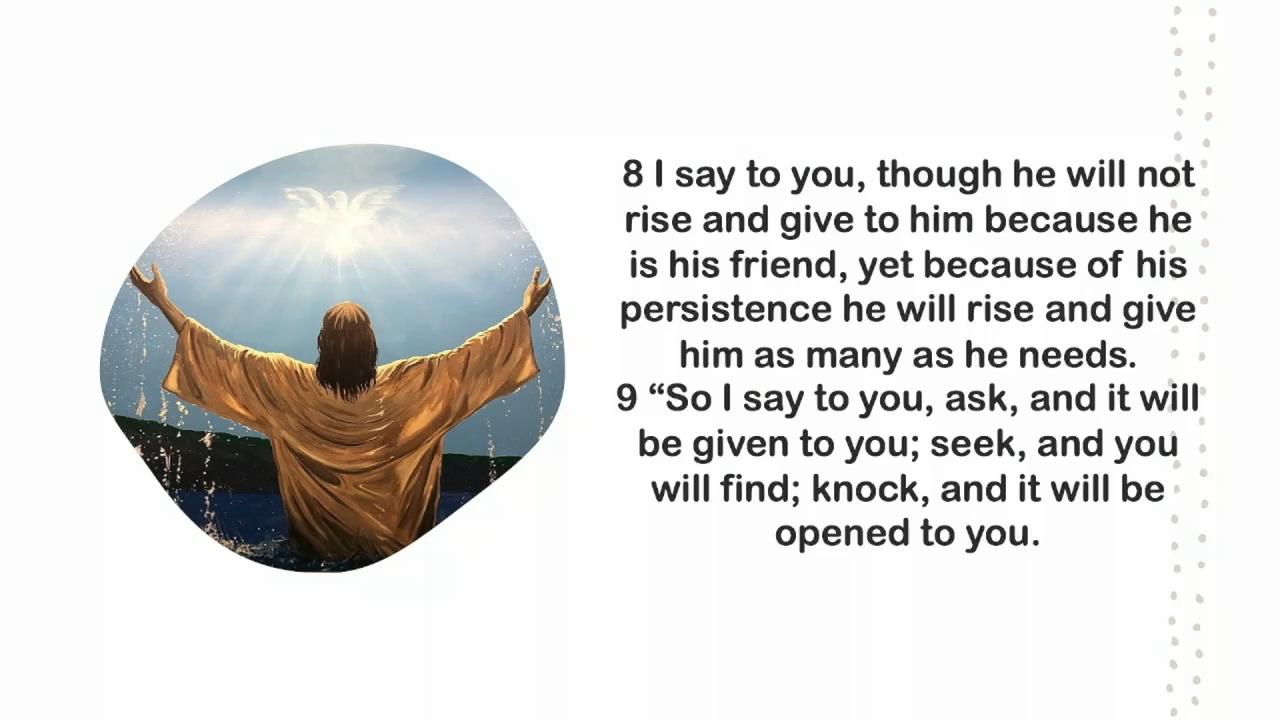 8 I say to you, though he will not
rise and give to him because he
is his friend, yet because of his
persistence he will rise and give
him as many as he needs.
9 “So I say to you, ask, and it will
be given to you; seek, and you
will find; knock, and it will be
opened to you.